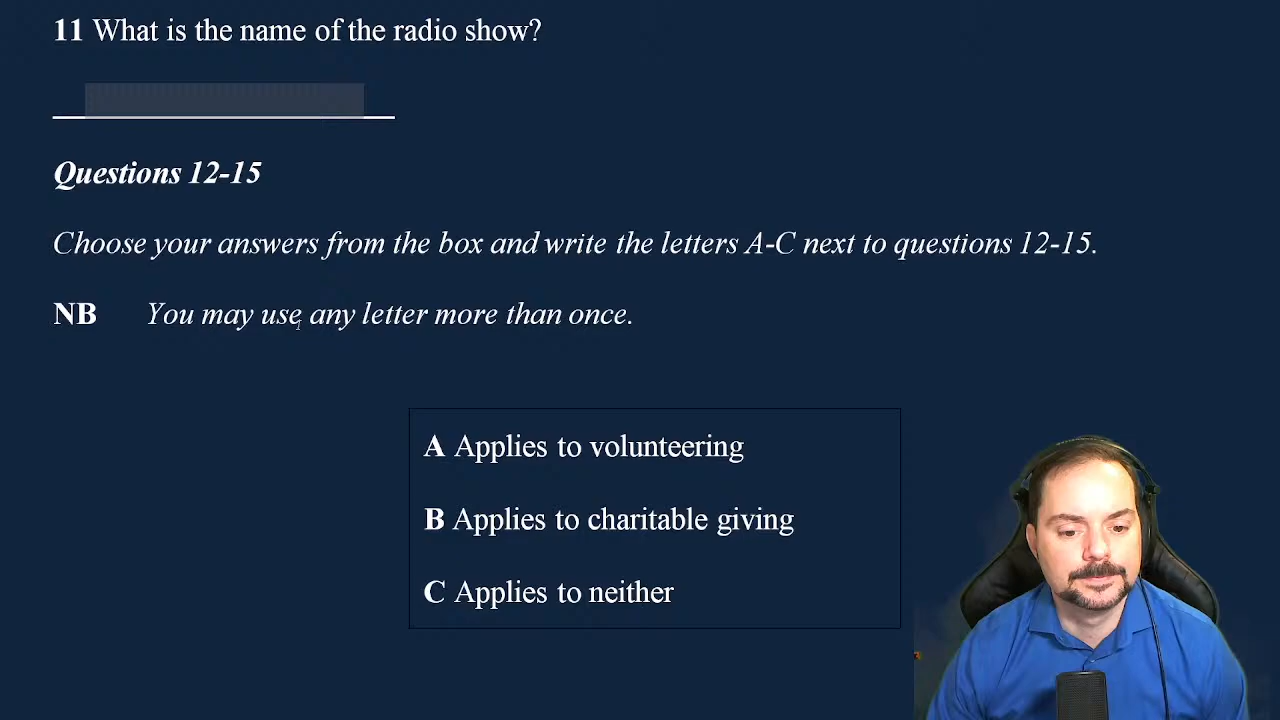 11 What is the name of the radio show?
Questions 12-15
Choose your answers from the box and write the letters A-C next to questions 12-15.
NB You may use any letter more than once.
A Applies to volunteering
B Applies to charitable giving
C Applies to neither